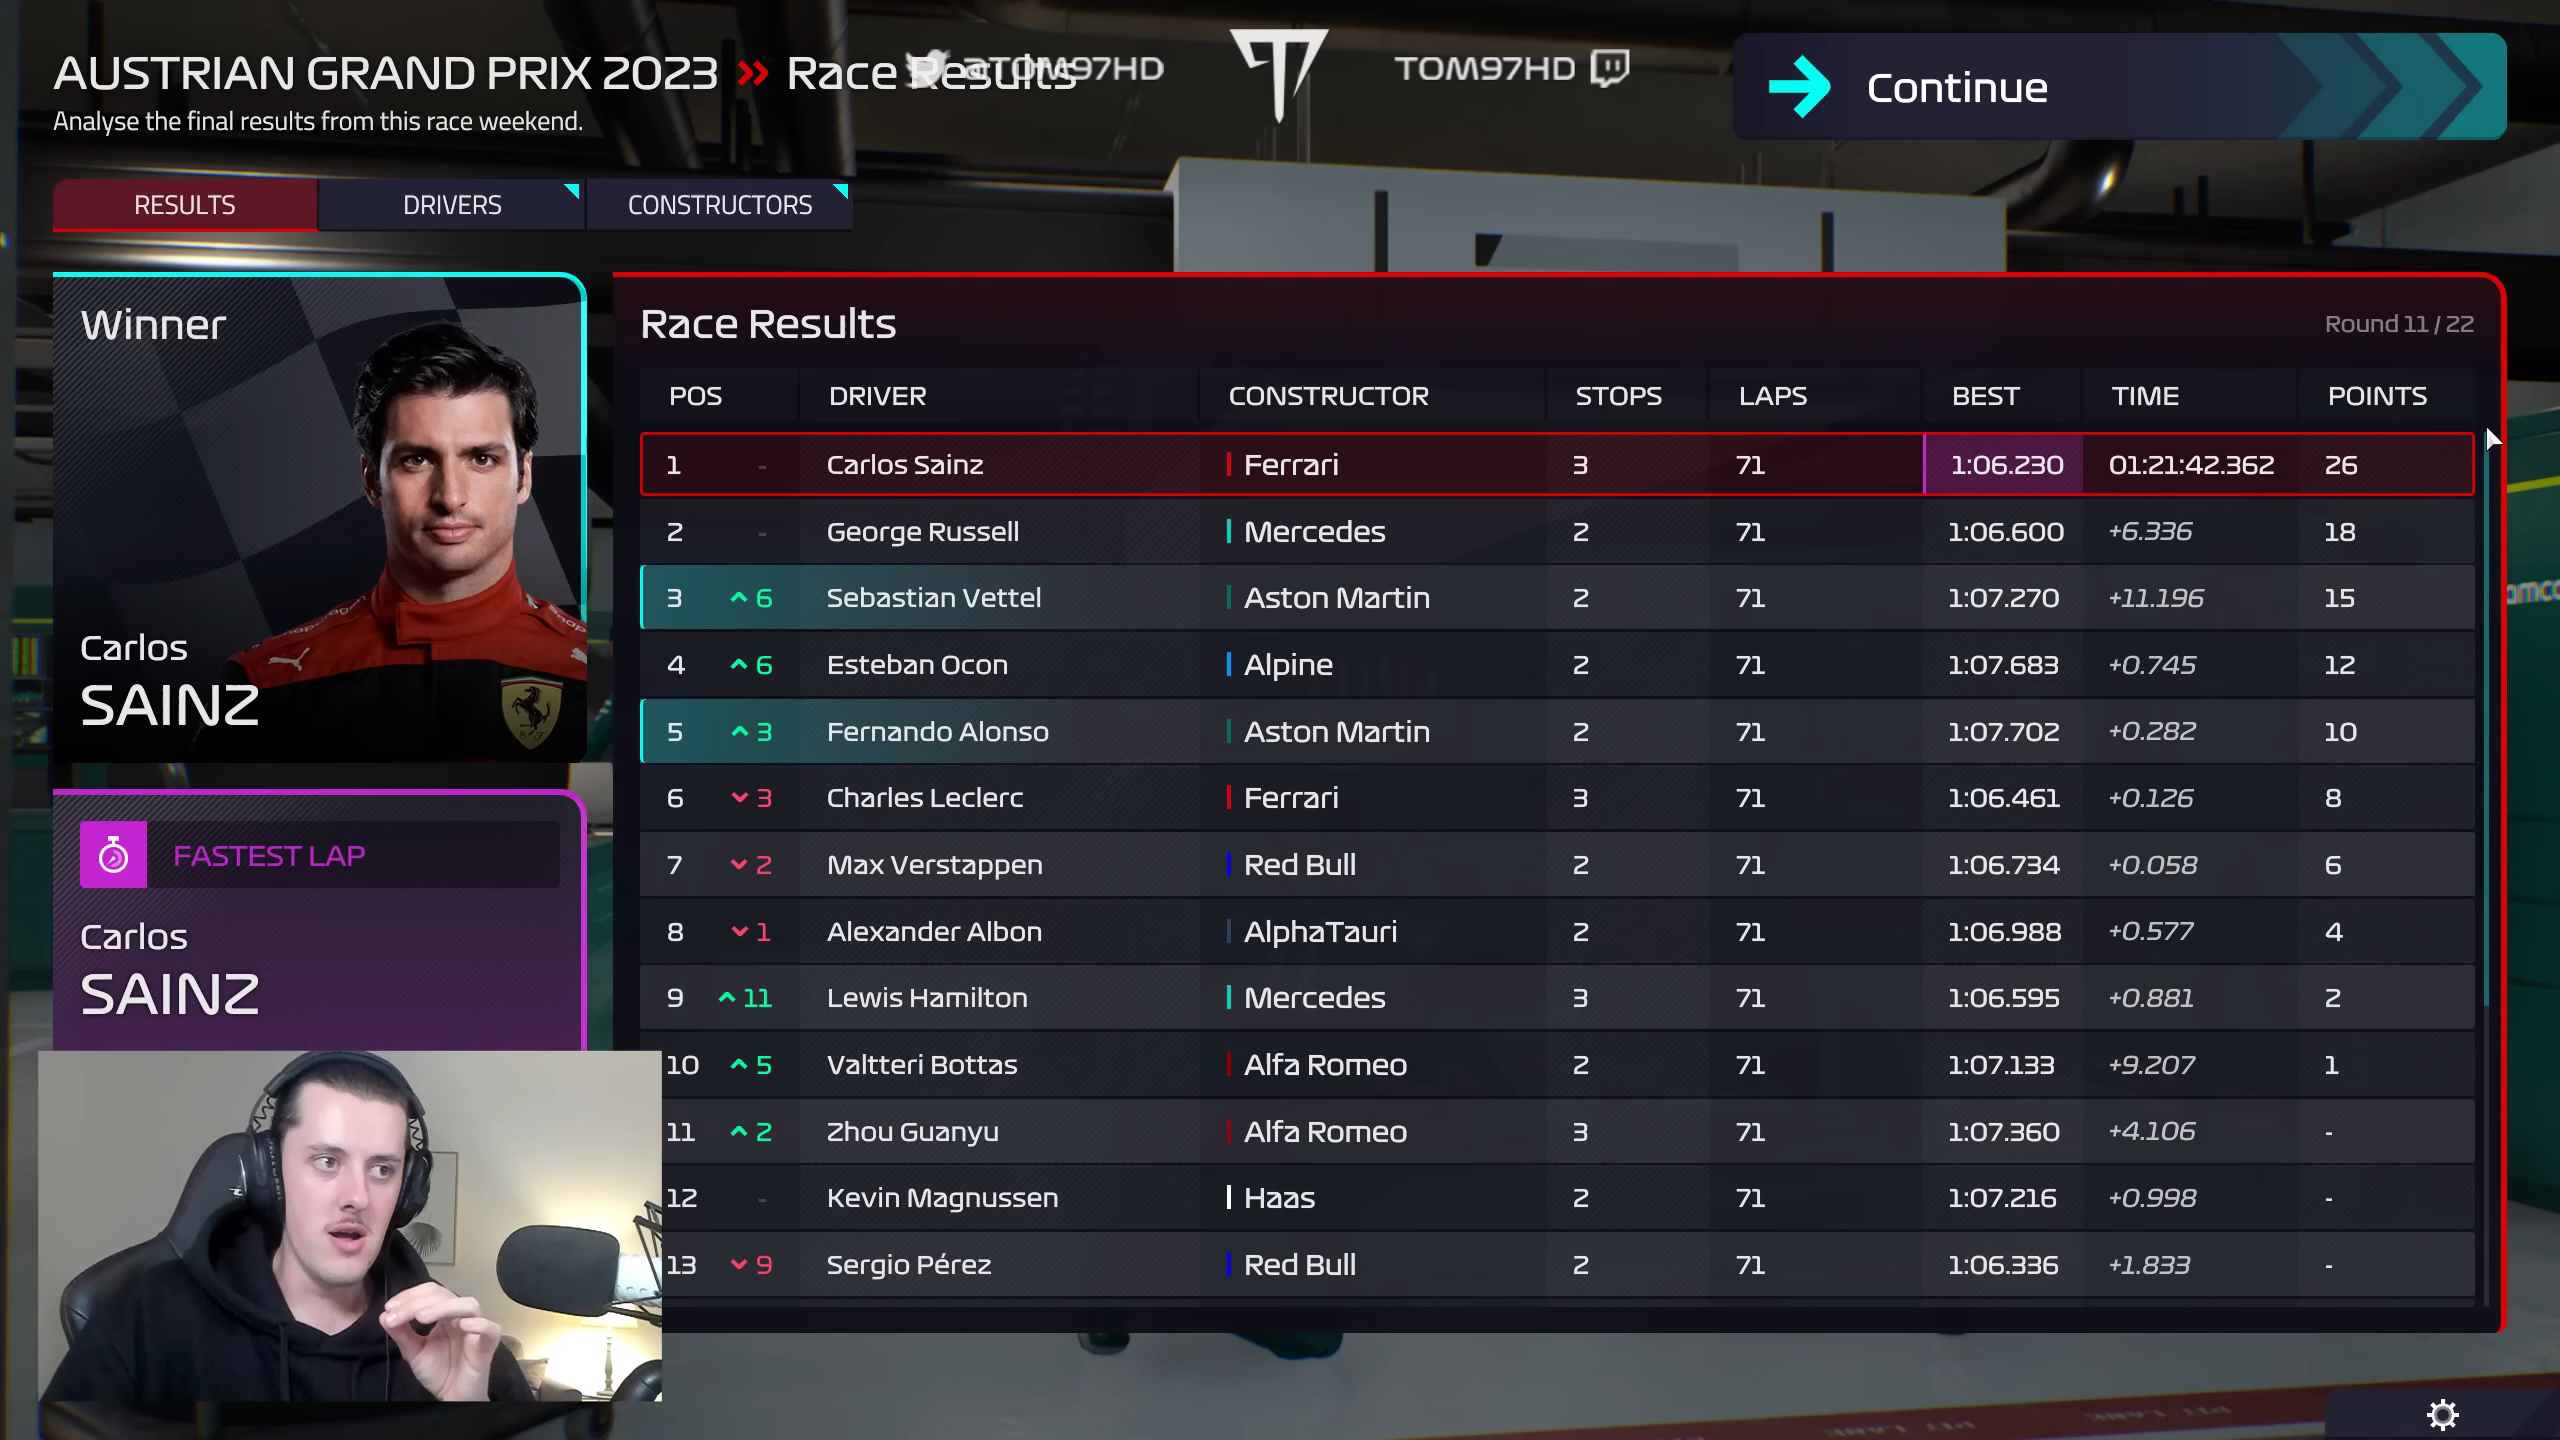 AUSTRIAN GRAND PRIX 2023 » Race Results
@TOM97HD
TOM97HD
Continue
Analyse the final results from this race weekend.
RESULTS DRIVERS CONSTRUCTORS
Winner
Carlos
SAINZ
FASTEST LAP
Carlos
SAINZ
Race Results
Round 11 / 22
POS DRIVER CONSTRUCTOR STOPS LAPS BEST TIME POINTS
1 - Carlos Sainz Ferrari 3 71 1:06.230 01:21:42.362 26
2 - George Russell Mercedes 2 71 1:06.600 +6.336 18
3 6 Sebastian Vettel Aston Martin 2 71 1:07.270 +11.196 15
4 6 Esteban Ocon Alpine 2 71 1:07.683 +0.745 12
5 3 Fernando Alonso Aston Martin 2 71 1:07.702 +0.282 10
6 3 Charles Leclerc Ferrari 3 71 1:06.461 +0.126 8
7 2 Max Verstappen Red Bull 2 71 1:06.734 +0.058 6
8 1 Alexander Albon AlphaTauri 2 71 1:06.988 +0.577 4
9 11 Lewis Hamilton Mercedes 3 71 1:06.595 +0.881 2
10 5 Valtteri Bottas Alfa Romeo 2 71 1:07.133 +9.207 1
11 2 Zhou Guanyu Alfa Romeo 3 71 1:07.360 +4.106 -
12 - Kevin Magnussen Haas 2 71 1:07.216 +0.998 -
13 9 Sergio Pérez Red Bull 2 71 1:06.336 +1.833 -